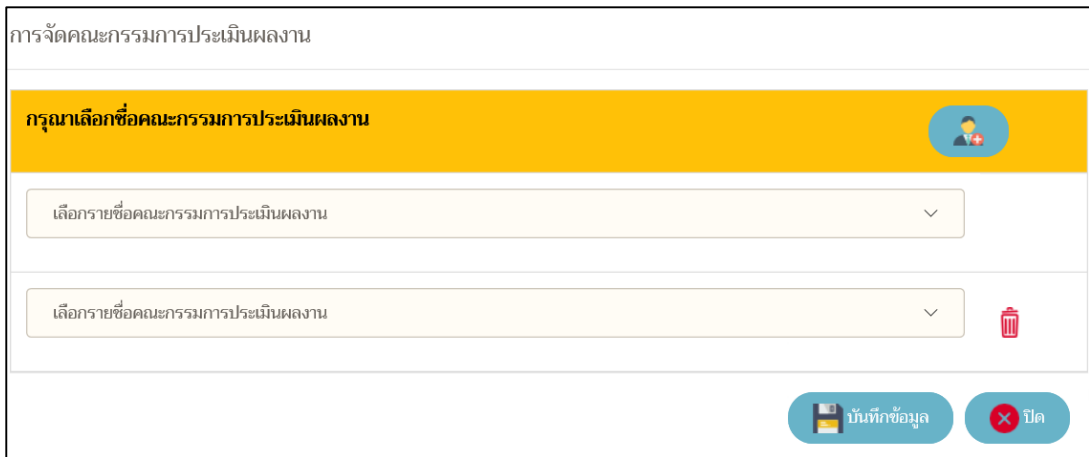 การจัดคณะกรรมการประเมินผลงาน
กรุณาเลือกชื่อคณะกรรมการประเมินผลงาน
เลือกรายชื่อคณะกรรมการประเมินผลงาน
เลือกรายชื่อคณะกรรมการประเมินผลงาน
บันทึกข้อมูล
ปิด